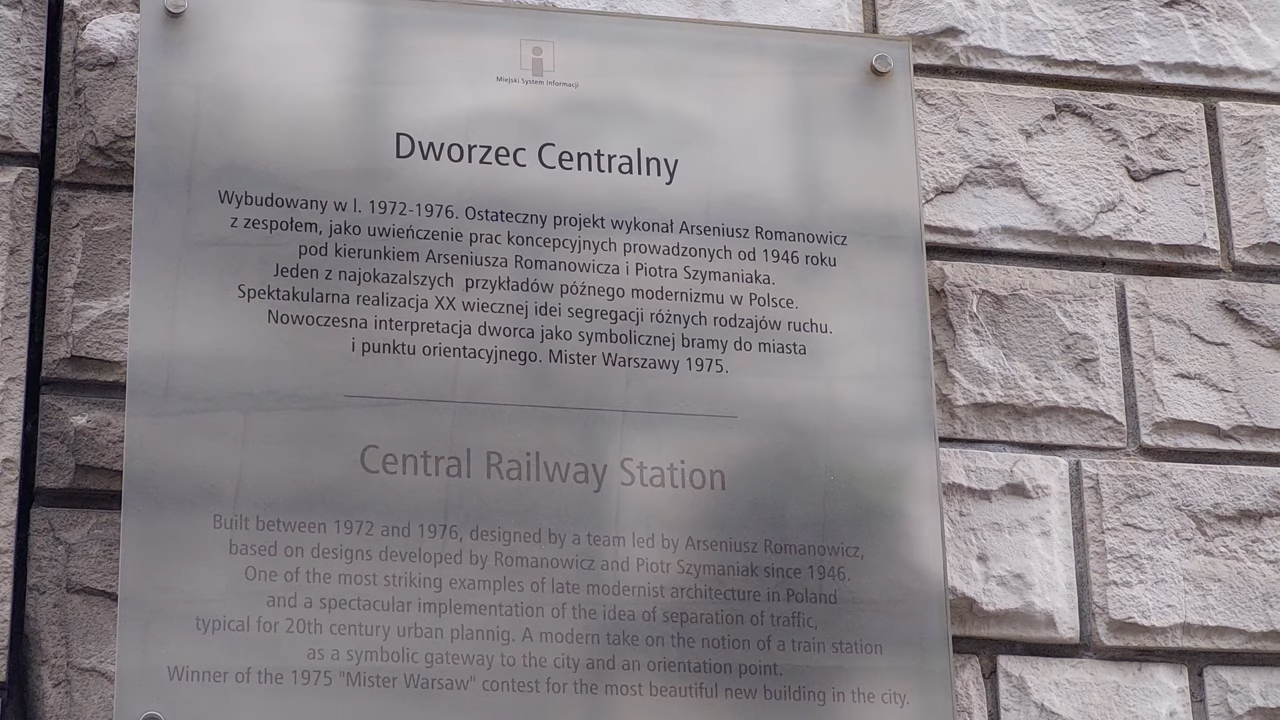 Miejski System Informacji
Dworzec Centralny
Wybudowany w l. 1972-1976. Ostateczny projekt wykonał Arseniusz Romanowicz
z zespołem, jako uwieńczenie prac koncepcyjnych prowadzonych od 1946 roku
pod kierunkiem Arseniusza Romanowicza i Piotra Szymaniaka.
Jeden z najokazalszych przykładów późnego modernizmu w Polsce.
Spektakularna realizacja XX wiecznej idei segregacji różnych rodzajów ruchu.
Nowoczesna interpretacja dworca jako symbolicznej bramy do miasta
i punktu orientacyjnego. Mister Warszawy 1975.
Central Railway Station
Built between 1972 and 1976, designed by a team led by Arseniusz Romanowicz,
based on designs developed by Romanowicz and Piotr Szymaniak since 1946.
One of the most striking examples of late modernist architecture in Poland
and a spectacular implementation of the idea of separation of traffic,
typical for 20th century urban plannig. A modern take on the notion of a train station
as a symbolic gateway to the city and an orientation point.
Winner of the 1975 "Mister Warsaw" contest for the most beautiful new building in the city.